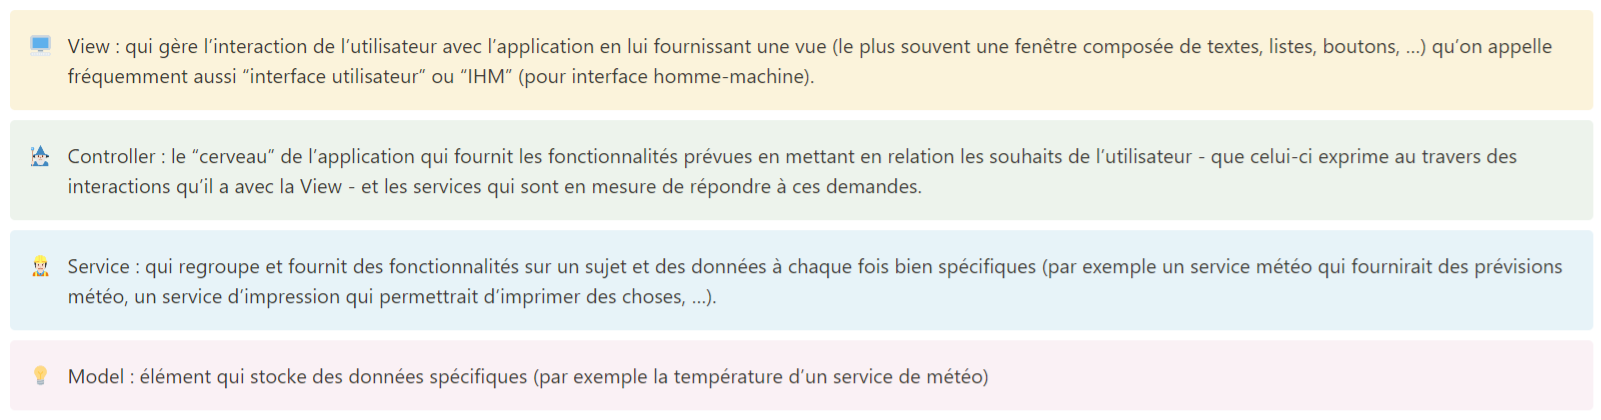 View : qui gère l’interaction de l’utilisateur avec l’application en lui fournissant une vue (le plus souvent une fenêtre composée de textes, listes, boutons, …) qu’on appelle
fréquemment aussi “interface utilisateur” ou “IHM” (pour interface homme-machine).
Controller : le “cerveau” de l’application qui fournit les fonctionnalités prévues en mettant en relation les souhaits de l’utilisateur - que celui-ci exprime au travers des
interactions qu’il a avec la View - et les services qui sont en mesure de répondre à ces demandes.
Service : qui regroupe et fournit des fonctionnalités sur un sujet et des données à chaque fois bien spécifiques (par exemple un service météo qui fournirait des prévisions
météo, un service d’impression qui permettrait d’imprimer des choses, …).
Model : élément qui stocke des données spécifiques (par exemple la température d’un service de météo)